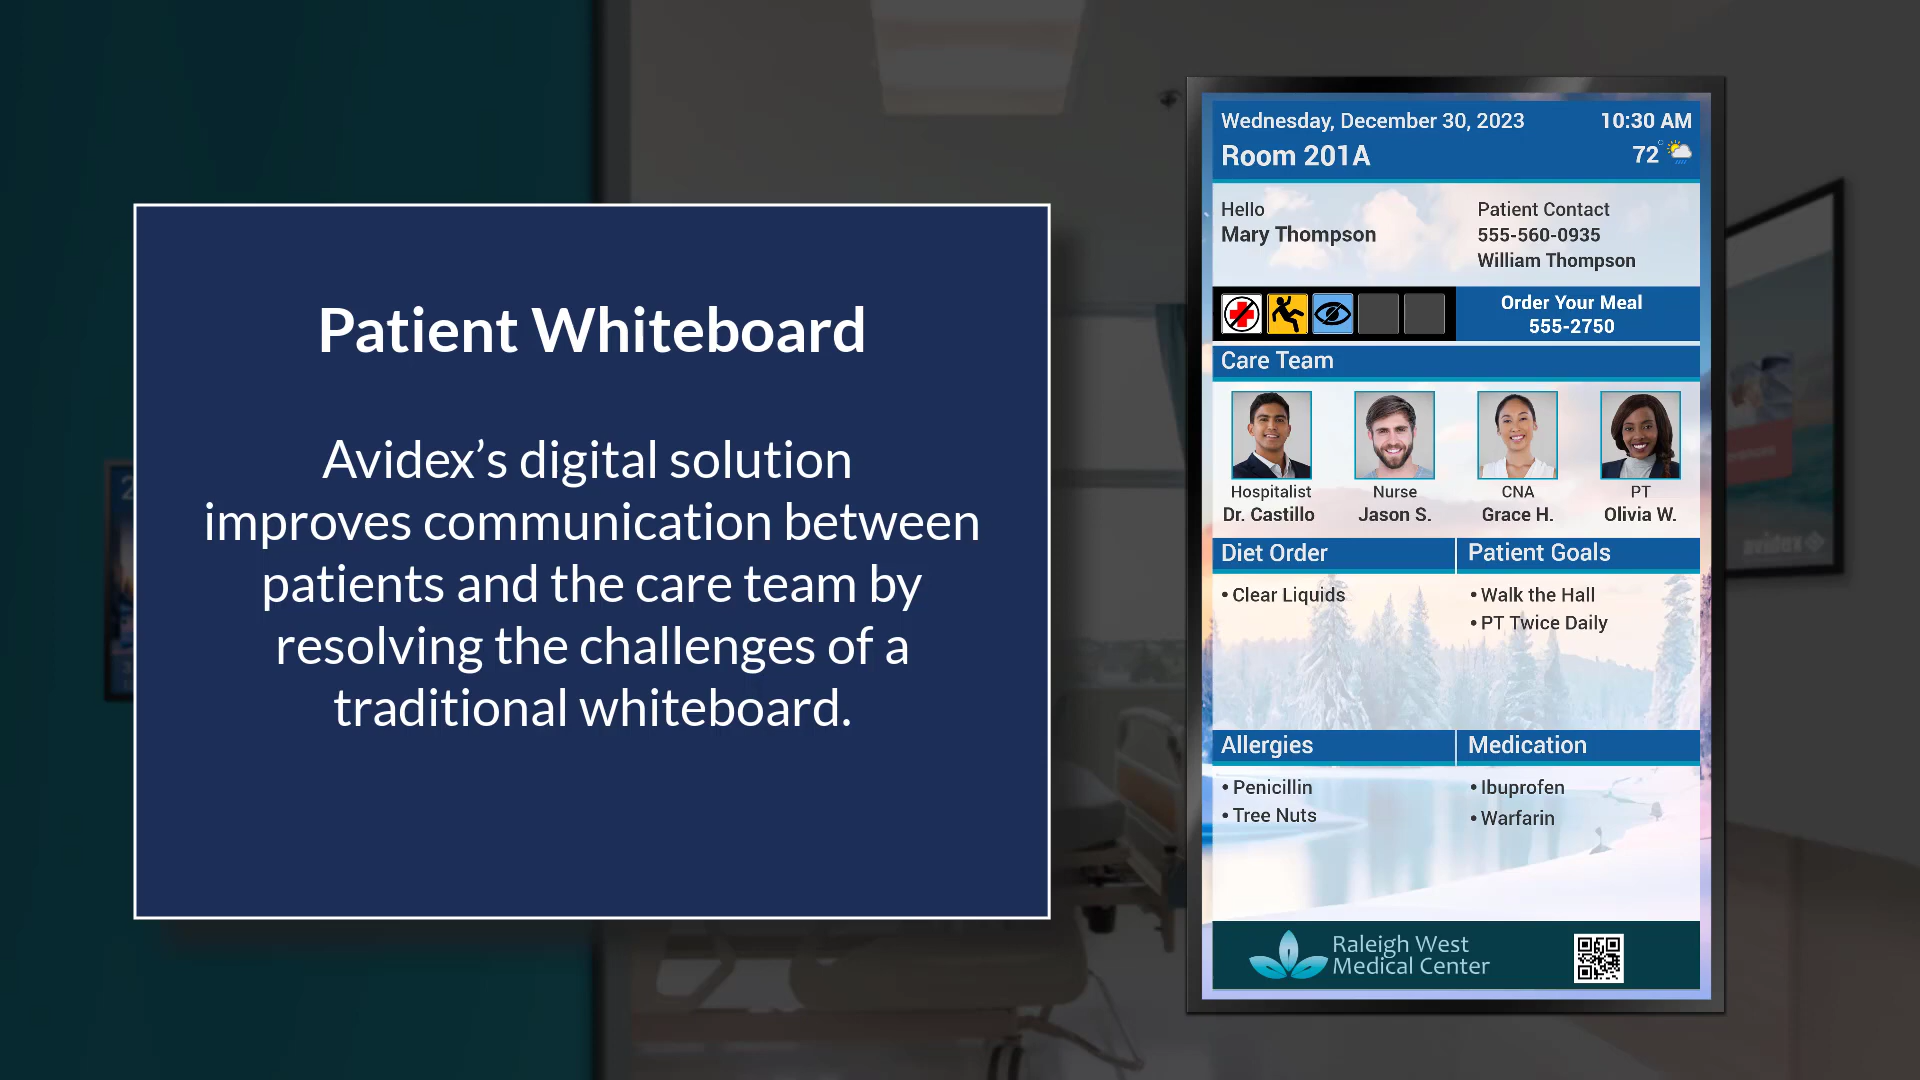 Patient Whiteboard
Avidex’s digital solution
improves communication between
patients and the care team by
resolving the challenges of a
traditional whiteboard.
Wednesday, December 30, 2023
10:30 AM
Room 201A
72°
Hello
Mary Thompson
Patient Contact
555-560-0935
William Thompson
Order Your Meal
555-2750
Care Team
Hospitalist
Dr. Castillo
Nurse
Jason S.
CNA
Grace H.
PT
Olivia W.
Diet Order
• Clear Liquids
Patient Goals
• Walk the Hall
• PT Twice Daily
Allergies
• Penicillin
• Tree Nuts
Medication
• Ibuprofen
• Warfarin
Raleigh West
Medical Center
avidex